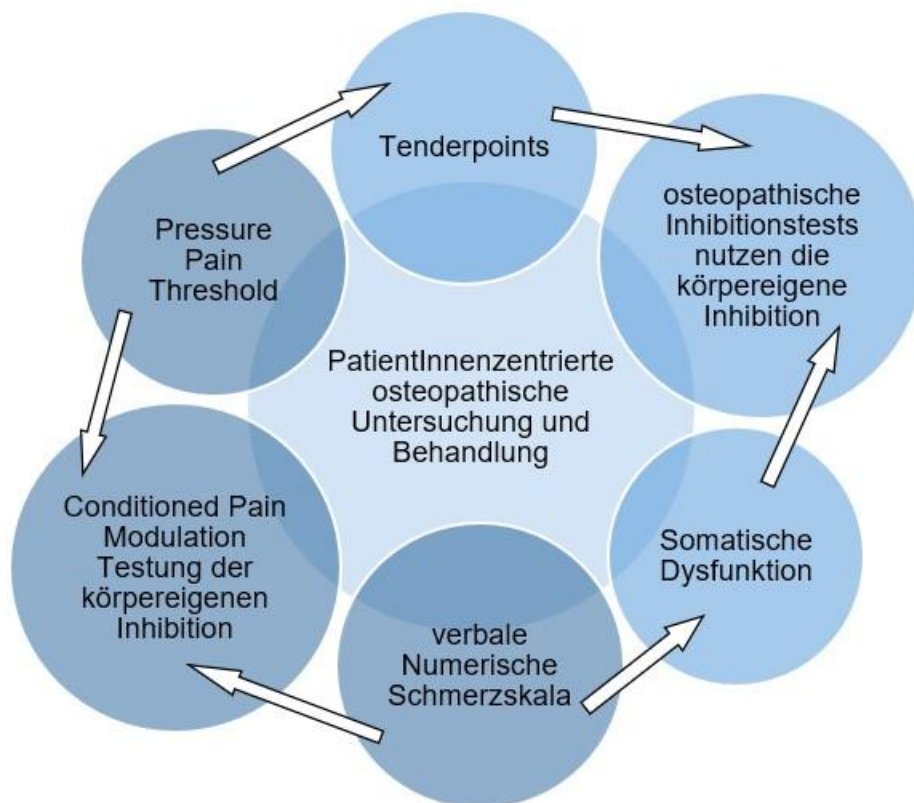 Tenderpoints
osteopathische
Inhibitionstests
nutzen die
körpereigene
Inhibition
Pressure
Pain
Threshold
PatientInnenzentrierte
osteopathische
Untersuchung und
Behandlung
Conditioned Pain
Modulation
Testung der
körpereigenen
Inhibition
Somatische
Dysfunktion
verbale
Numerische
Schmerzskala